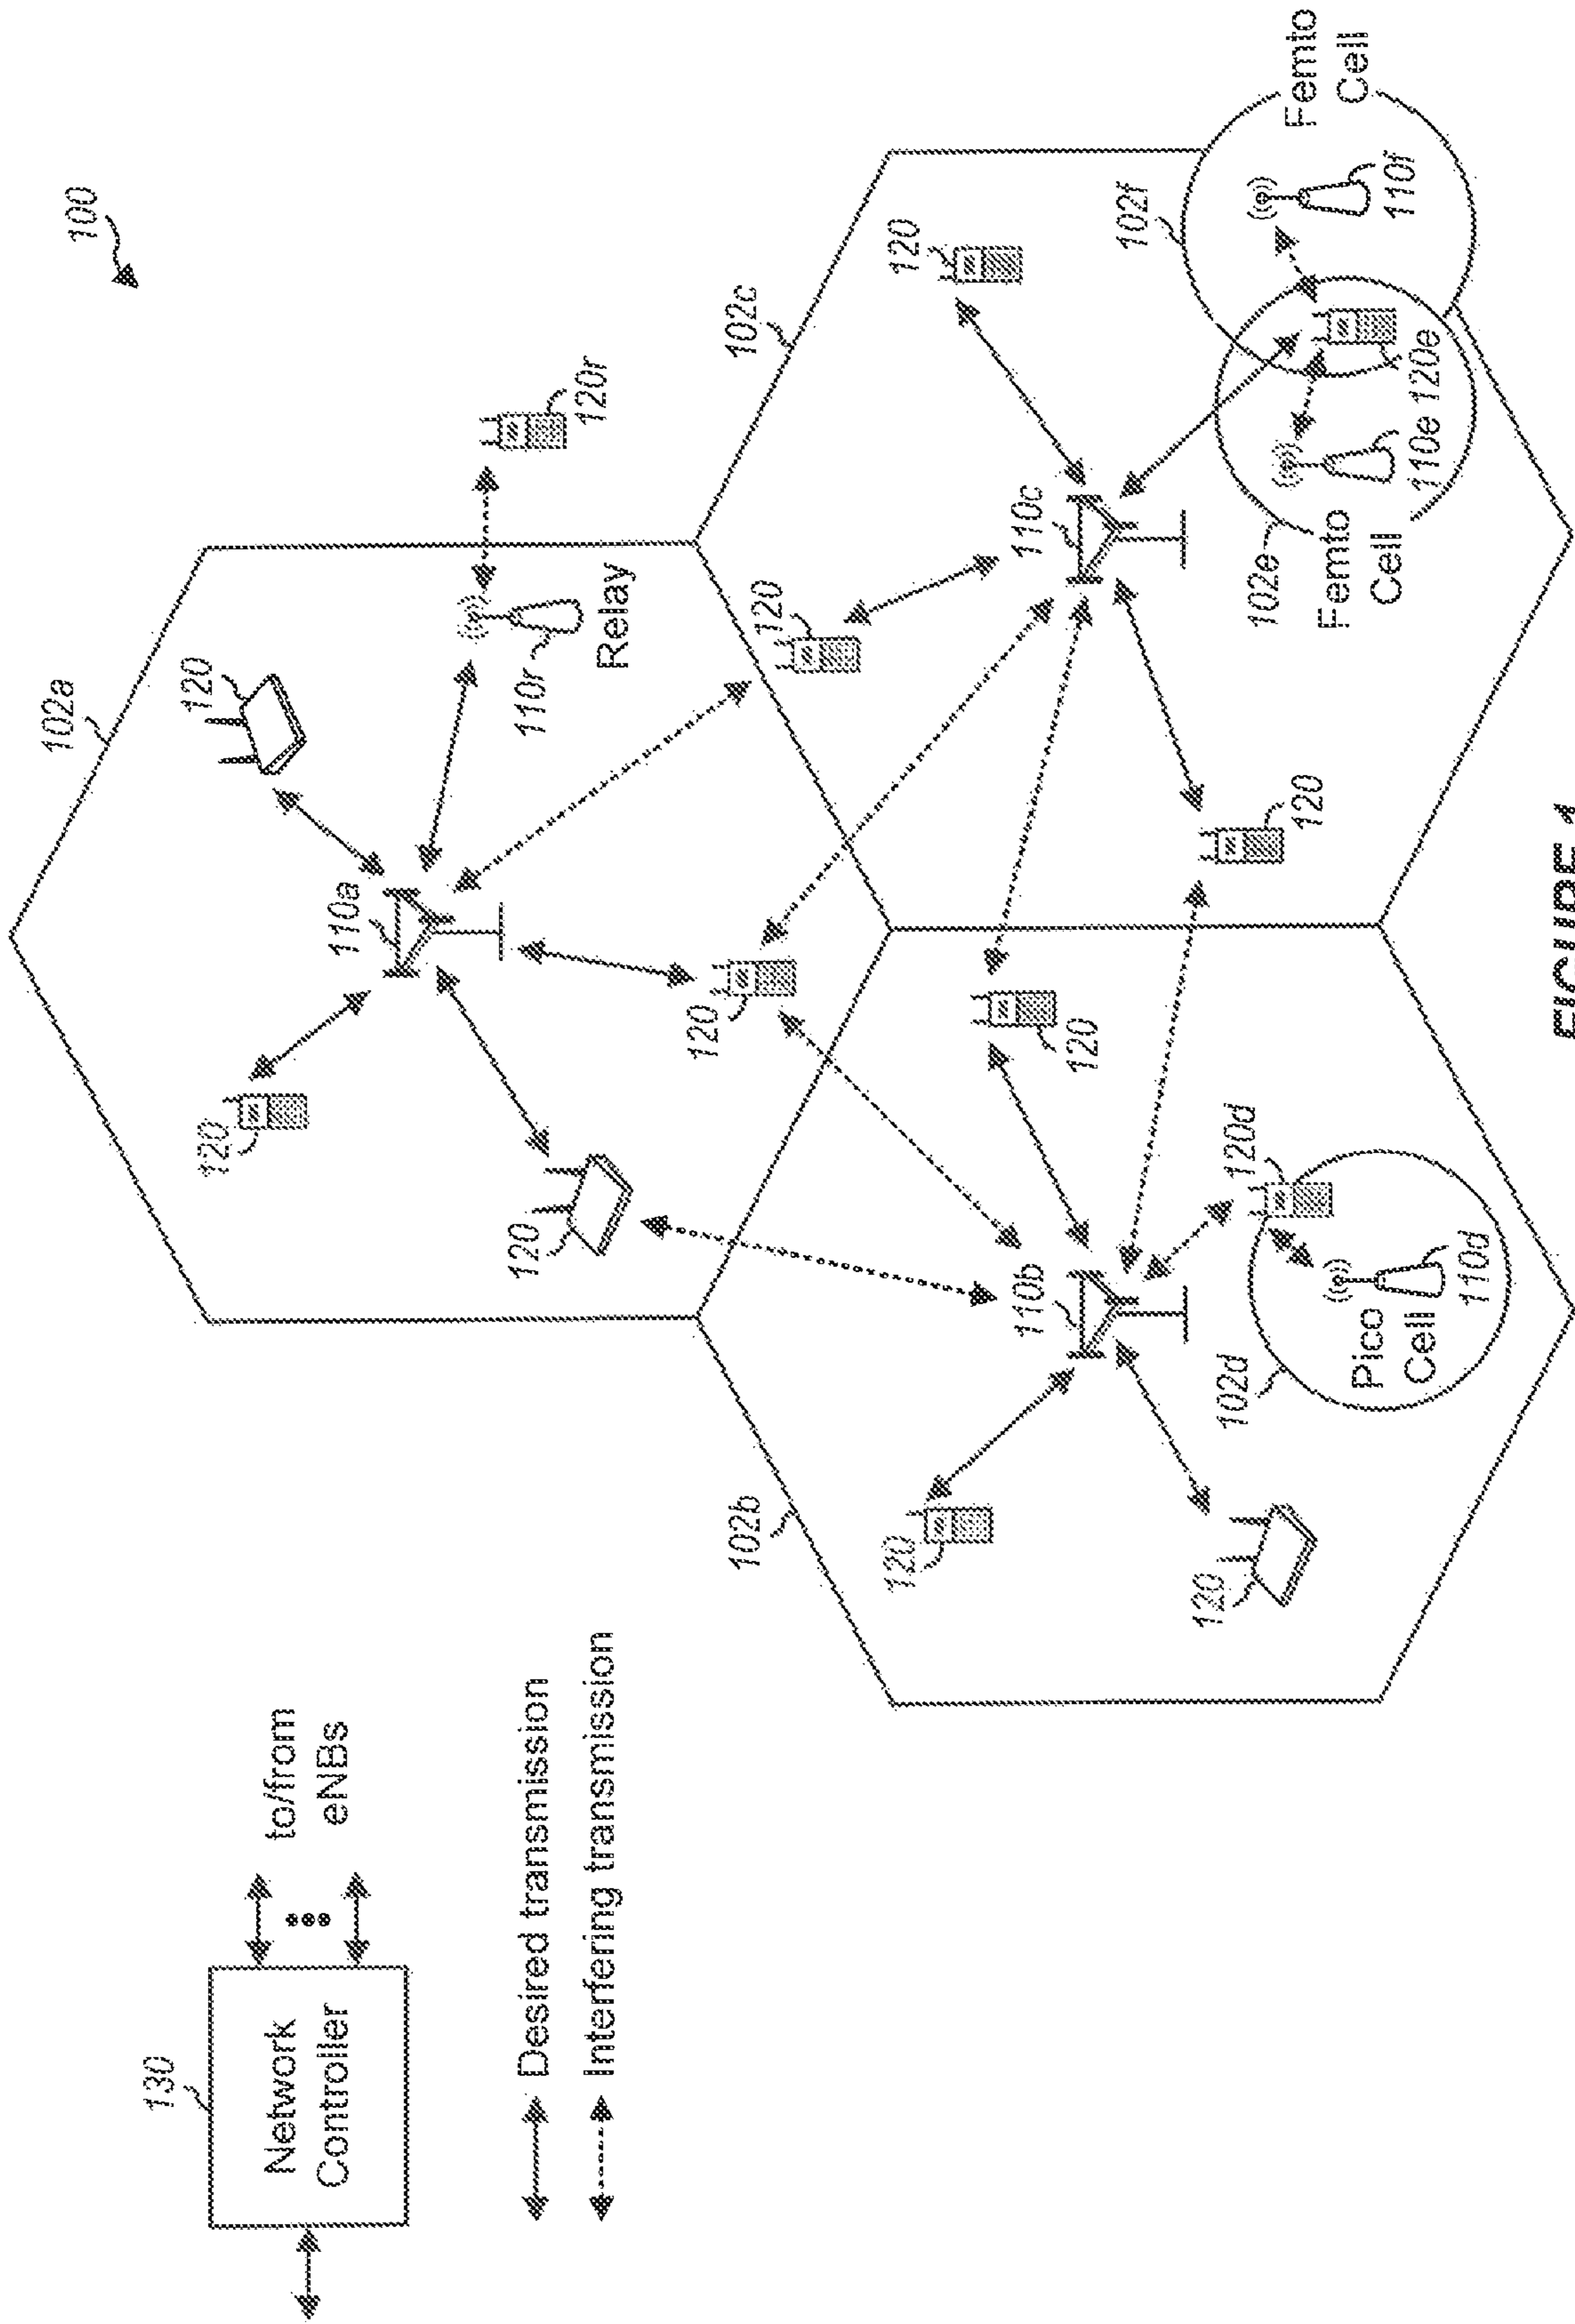 100
130
Network
Controller
to/from
eNBs
Desired transmission
Interfering transmission
102a
120
120
110a
120
110r
Relay
120r
120
102b
120
120
110b
120
120d
102d
Pico
Cell
110d
102c
120
120
110c
120
102e
Femto
Cell
110e
120e
102f
110f
Femto
Cell
FIGURE 1